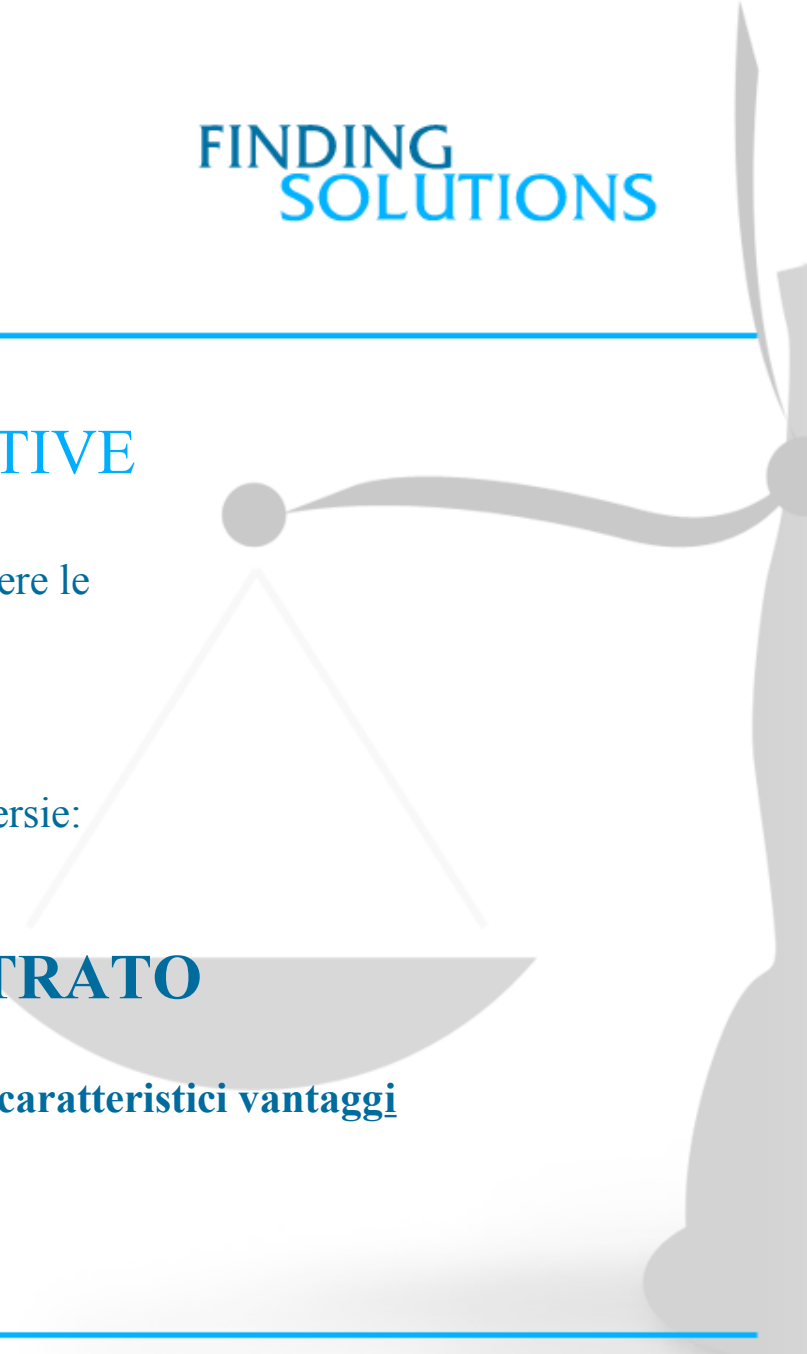 FINDING
SOLUTIONS
TIVE
ere le
ersie:
TRATO
caratteristici vantaggi